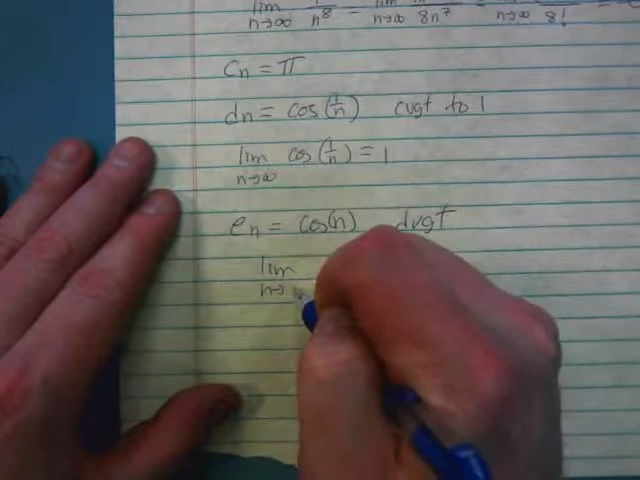 lim n→∞ n⁸ = lim n→∞ 8n⁷ = lim n→∞ 8!
Cn = π
dn = cos(1/n) cvgt to 1
lim n→∞ cos(1/n) = 1
en = cos(n) dvgt
lim n→